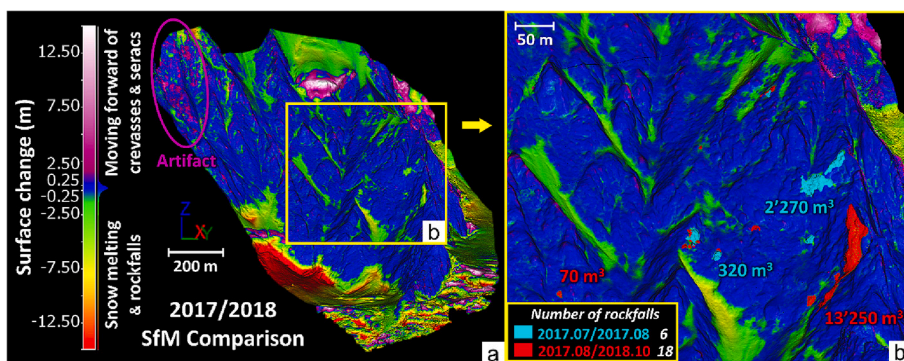 12.50
7.50
2.50
0.25
-0.25
-2.50
-7.50
-12.50
Surface change (m)
Moving forward of
crevasses & seracs
Snow melting
& rockfalls
Artifact
Z
X
Y
200 m
2017/2018
SfM Comparison
b
a
50 m
2’270 m³
70 m³
320 m³
13’250 m³
Number of rockfalls
2017.07/2017.08 6
2017.08/2018.10 18
b